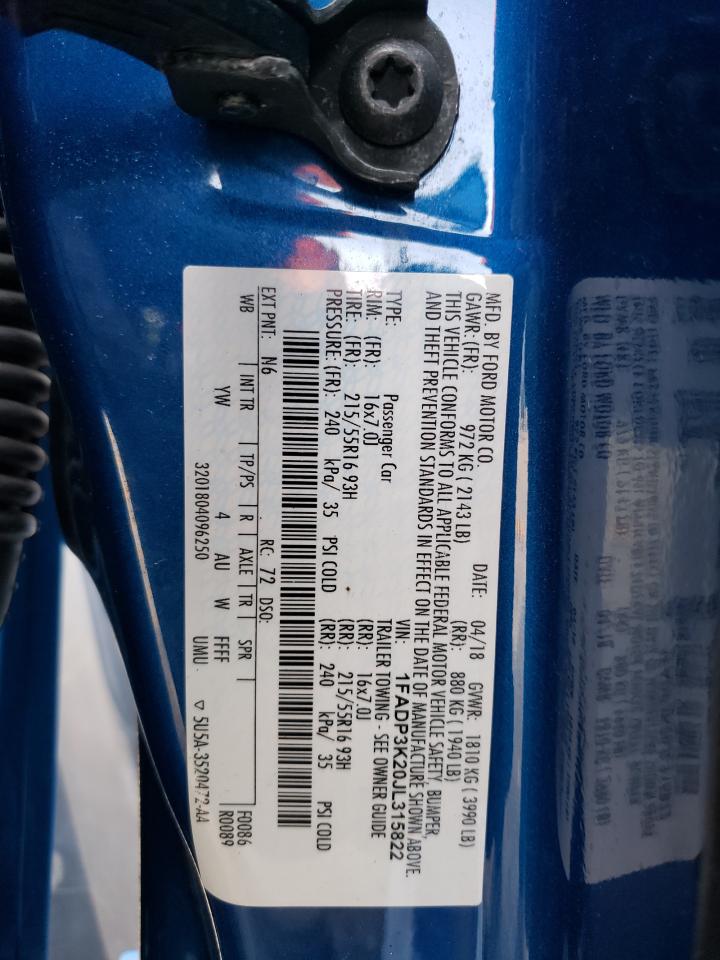 MFD. BY FORD MOTOR CO. DATE: 04/18 GVWR: 1810 KG ( 3990 LB)
GAWR: (FR): 972 KG ( 2143 LB) (RR): 880 KG ( 1940 LB)
THIS VEHICLE CONFORMS TO ALL APPLICABLE FEDERAL MOTOR VEHICLE SAFETY, BUMPER,
AND THEFT PREVENTION STANDARDS IN EFFECT ON THE DATE OF MANUFACTURE SHOWN ABOVE.
VIN: 1FADP3K20JL315822
TYPE: Passenger Car TRAILER TOWING - SEE OWNER GUIDE
RIM: (FR): 16x7.0J (RR): 16x7.0J
TIRE: (FR): 215/55R16 93H (RR): 215/55R16 93H
PRESSURE: (FR): 240 kPa/ 35 PSI COLD (RR): 240 kPa/ 35 PSI COLD
EXT PNT: N6 RC: 72 DSO: F0086
WB INT TR TP/PS R AXLE TR SPR R0089
YW 4 AU W FFFF
3201804096250 UMU ▽ 5U5A-3520472-AA